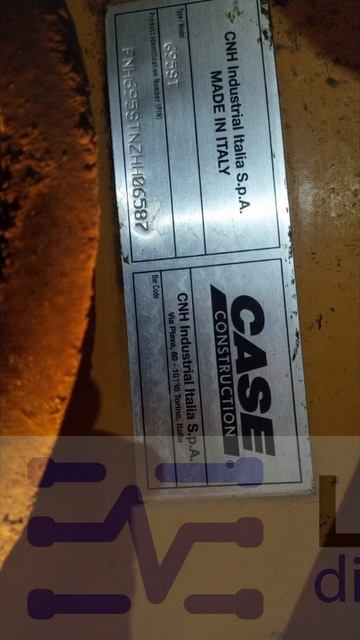 CNH Industrial Italia S.p.A.
MADE IN ITALY
Type / Model
695ST
Product Identification Number (PIN)
FNH695STNZHH06587
CASE
CONSTRUCTION
®
CNH Industrial Italia S.p.A.
Via Plava, 80 - 10135 Torino, Italia
Bar Code
L
di